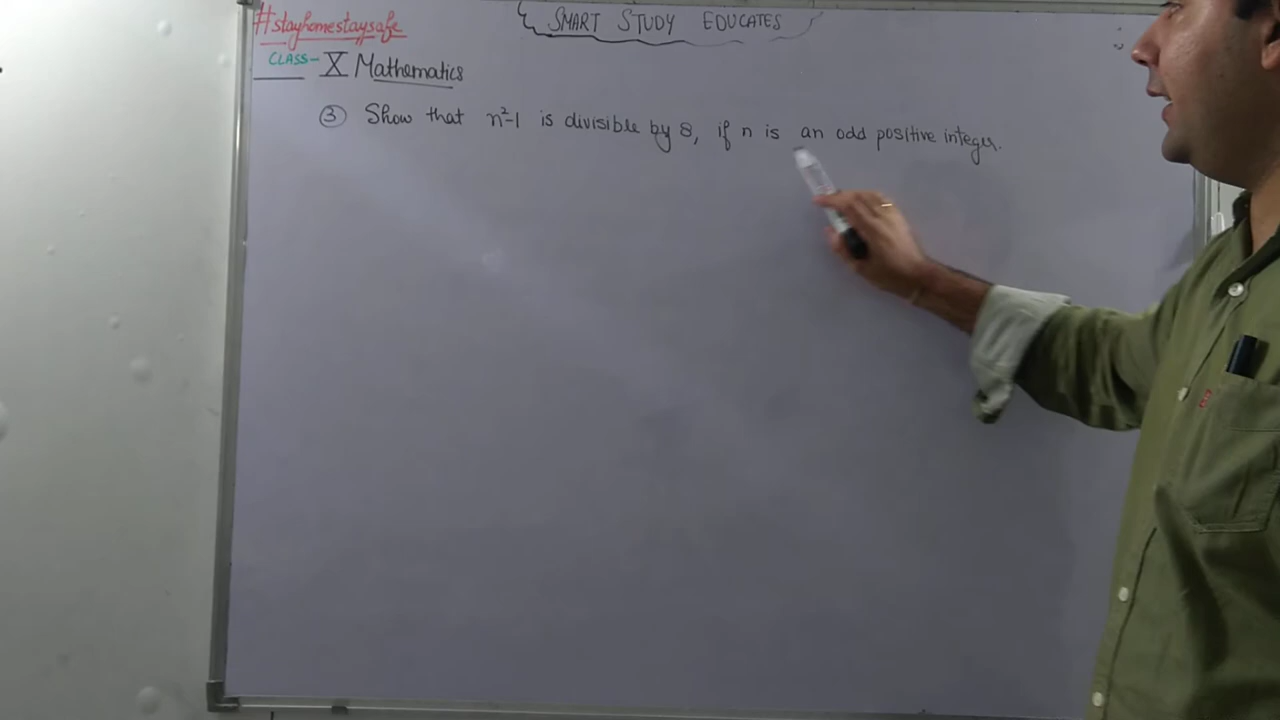 #stayhomestaysafe
SMART STUDY EDUCATES
CLASS- X Mathematics
③ Show that n²-1 is divisible by 8, if n is an odd positive integer.